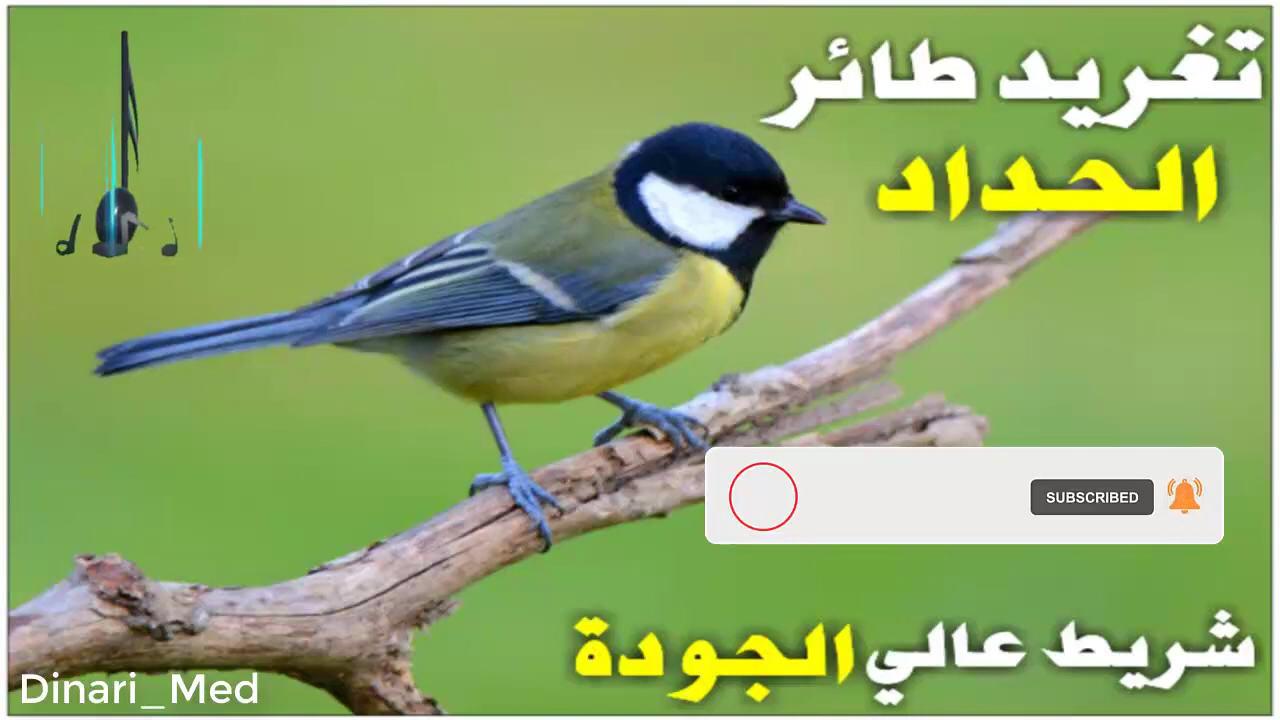 تغريد طائر
الحداد
SUBSCRIBED
شريط عالي الجودة
Dinari_Med